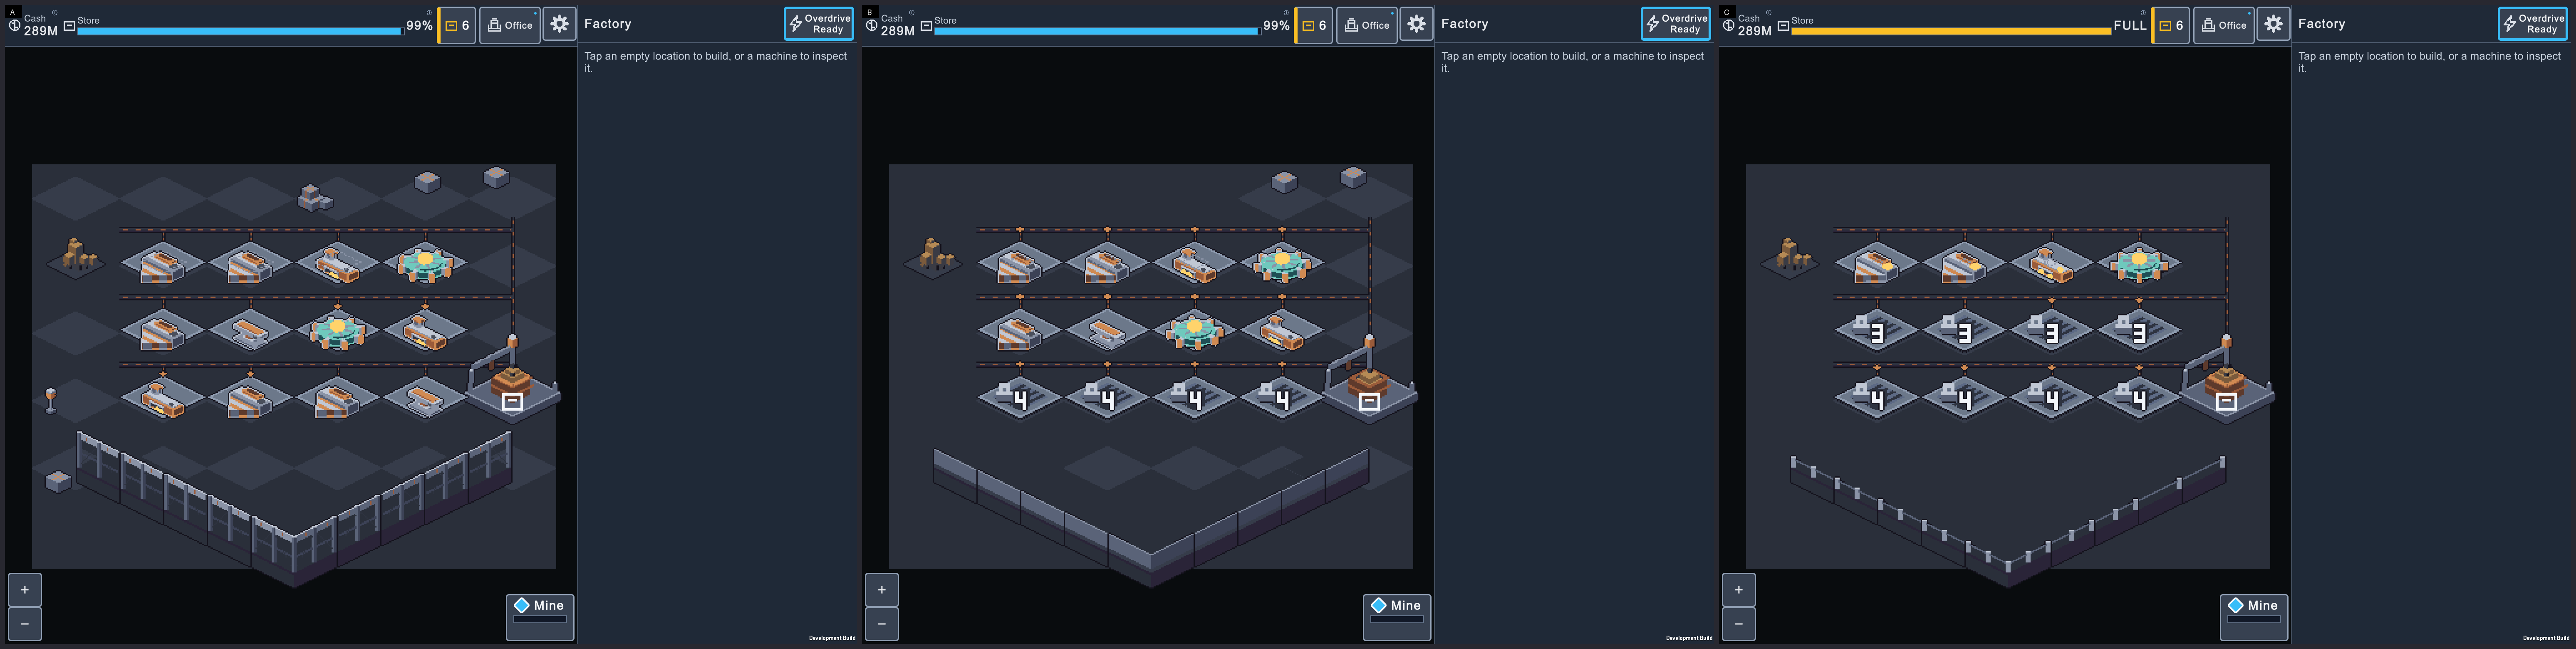 A
Cash
289M
Store
99%
6
Office
Factory
Overdrive
Ready
Tap an empty location to build, or a machine to inspect
it.
+
−
Mine
Development Build
B
Cash
289M
Store
99%
6
Office
Factory
Overdrive
Ready
Tap an empty location to build, or a machine to inspect
it.
4 4 4 4
+
−
Mine
Development Build
C
Cash
289M
Store
FULL
6
Office
Factory
Overdrive
Ready
Tap an empty location to build, or a machine to inspect
it.
3 3 3 3
4 4 4 4
+
−
Mine
Development Build